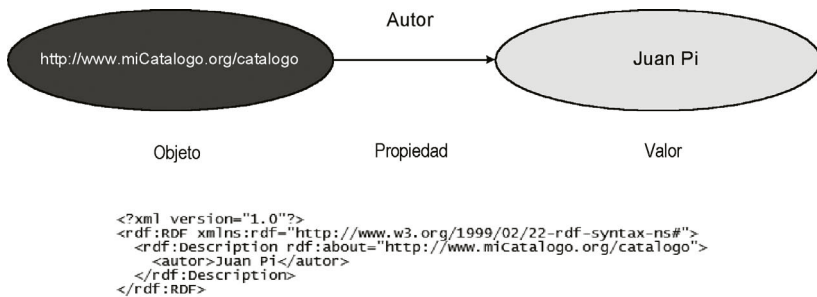 Autor
http://www.miCatalogo.org/catalogo
Juan Pi
Objeto
Propiedad
Valor
<?xml version="1.0"?>
<rdf:RDF xmlns:rdf="http://www.w3.org/1999/02/22-rdf-syntax-ns#">
<rdf:Description rdf:about="http://www.miCatalogo.org/catalogo">
<autor>Juan Pi</autor>
</rdf:Description>
</rdf:RDF>